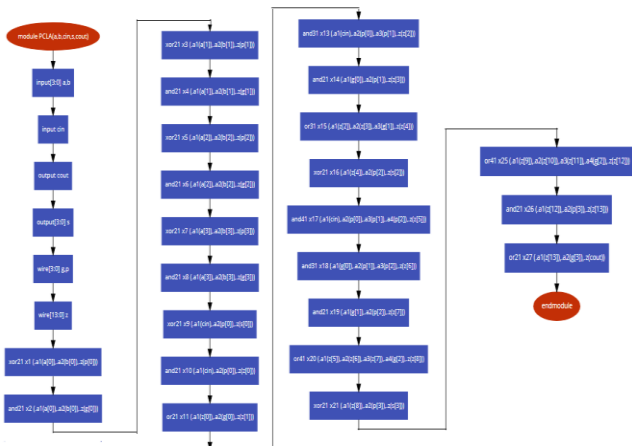 module PCLA(a,b,cin,s,cout)
input[3:0] a,b
input cin
output cout
output[3:0] s
wire[3:0] g,p
wire[13:0] z
xor21 x1 (.a1(a[0]),.a2(b[0]),.z(p[0]))
and21 x2 (.a1(a[0]),.a2(b[0]),.z(g[0]))
xor21 x3 (.a1(a[1]),.a2(b[1]),.z(p[1]))
and21 x4 (.a1(a[1]),.a2(b[1]),.z(g[1]))
xor21 x5 (.a1(a[2]),.a2(b[2]),.z(p[2]))
and21 x6 (.a1(a[2]),.a2(b[2]),.z(g[2]))
xor21 x7 (.a1(a[3]),.a2(b[3]),.z(p[3]))
and21 x8 (.a1(a[3]),.a2(b[3]),.z(g[3]))
xor21 x9 (.a1(cin),.a2(p[0]),.z(s[0]))
and21 x10 (.a1(cin),.a2(p[0]),.z(z[0]))
or21 x11 (.a1(z[0]),.a2(g[0]),.z(z[1]))
and31 x13 (.a1(cin),.a2(p[0]),.a3(p[1]),.z(z[2]))
and21 x14 (.a1(g[0]),.a2(p[1]),.z(z[3]))
or31 x15 (.a1(z[2]),.a2(z[3]),.a3(g[1]),.z(z[4]))
xor21 x16 (.a1(z[4]),.a2(p[2]),.z(s[2]))
and41 x17 (.a1(cin),.a2(p[0]),.a3(p[1]),.a4(p[2]),.z(z[5]))
and31 x18 (.a1(g[0]),.a2(p[1]),.a3(p[2]),.z(z[6]))
and21 x19 (.a1(g[1]),.a2(p[2]),.z(z[7]))
or41 x20 (.a1(z[5]),.a2(z[6]),.a3(z[7]),.a4(g[2]),.z(z[8]))
xor21 x21 (.a1(z[8]),.a2(p[3]),.z(s[3]))
or41 x25 (.a1(z[9]),.a2(z[10]),.a3(z[11]),.a4(g[2]),.z(z[12]))
and21 x26 (.a1(z[12]),.a2(p[3]),.z(z[13]))
or21 x27 (.a1(z[13]),.a2(g[3]),.z(cout))
endmodule